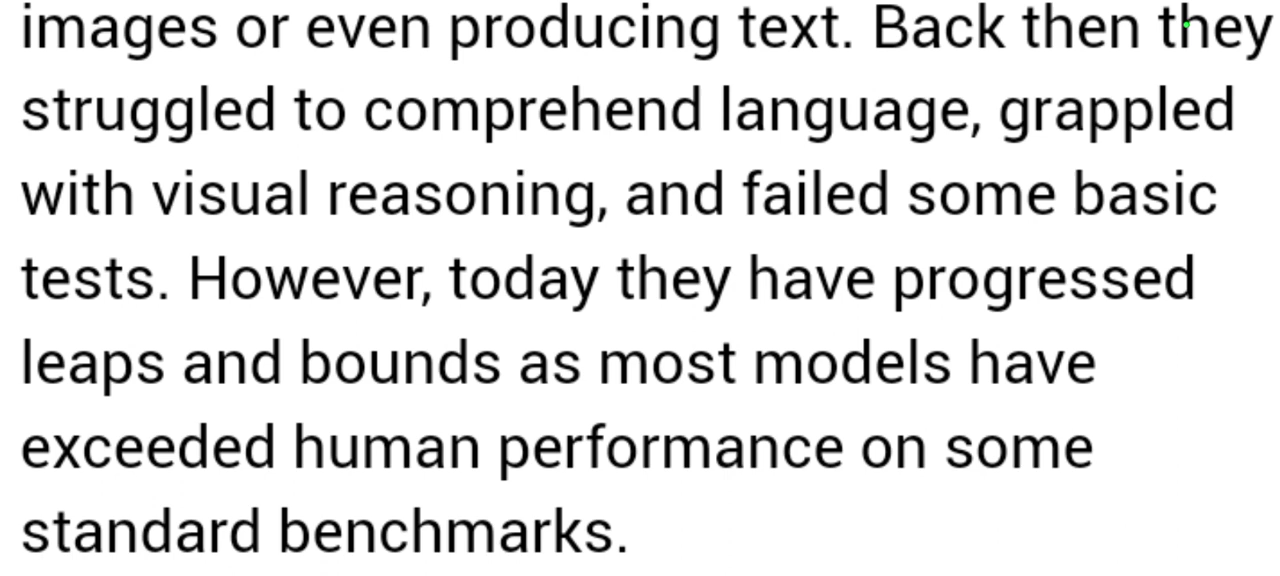 images or even producing text. Back then they
struggled to comprehend language, grappled
with visual reasoning, and failed some basic
tests. However, today they have progressed
leaps and bounds as most models have
exceeded human performance on some
standard benchmarks.